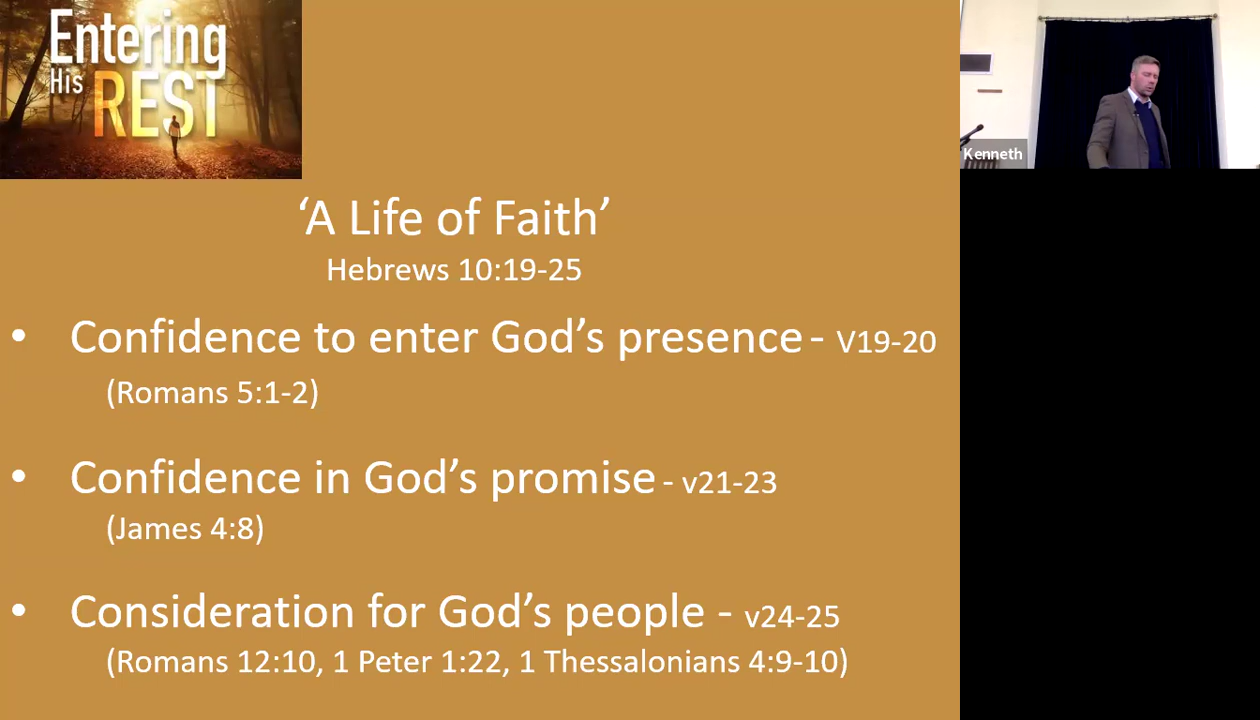 Entering
His
REST
Kenneth
‘A Life of Faith’
Hebrews 10:19-25
• Confidence to enter God’s presence - V19-20
(Romans 5:1-2)
• Confidence in God’s promise - v21-23
(James 4:8)
• Consideration for God’s people - v24-25
(Romans 12:10, 1 Peter 1:22, 1 Thessalonians 4:9-10)